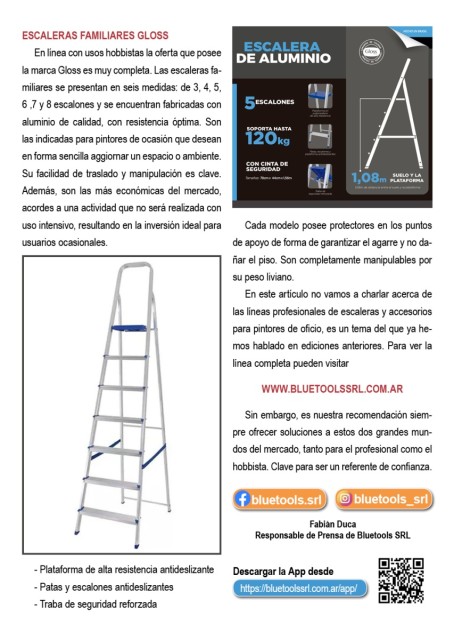 ESCALERAS FAMILIARES GLOSS
En línea con usos hobbistas la oferta que posee
la marca Gloss es muy completa. Las escaleras fa-
miliares se presentan en seis medidas: de 3, 4, 5,
6 ,7 y 8 escalones y se encuentran fabricadas con
aluminio de calidad, con resistencia óptima. Son
las indicadas para pintores de ocasión que desean
en forma sencilla aggiornar un espacio o ambiente.
Su facilidad de traslado y manipulación es clave.
Además, son las más económicas del mercado,
acordes a una actividad que no será realizada con
uso intensivo, resultando en la inversión ideal para
usuarios ocasionales.
- Plataforma de alta resistencia antideslizante
- Patas y escalones antideslizantes
- Traba de seguridad reforzada
Gloss
ESCALERA
DE ALUMINIO
5 ESCALONES
SOPORTA HASTA
120kg
CON CINTA DE
SEGURIDAD
1,08m SUELO Y LA
PLATAFORMA
Cada modelo posee protectores en los puntos
de apoyo de forma de garantizar el agarre y no da-
ñar el piso. Son completamente manipulables por
su peso liviano.
En este artículo no vamos a charlar acerca de
las líneas profesionales de escaleras y accesorios
para pintores de oficio, es un tema del que ya he-
mos hablado en ediciones anteriores. Para ver la
línea completa pueden visitar
WWW.BLUETOOLSSRL.COM.AR
Sin embargo, es nuestra recomendación siem-
pre ofrecer soluciones a estos dos grandes mun-
dos del mercado, tanto para el profesional como el
hobbista. Clave para ser un referente de confianza.
bluetools.srl
bluetools_srl
Fabián Duca
Responsable de Prensa de Bluetools SRL
Descargar la App desde
https://bluetoolssrl.com.ar/app/